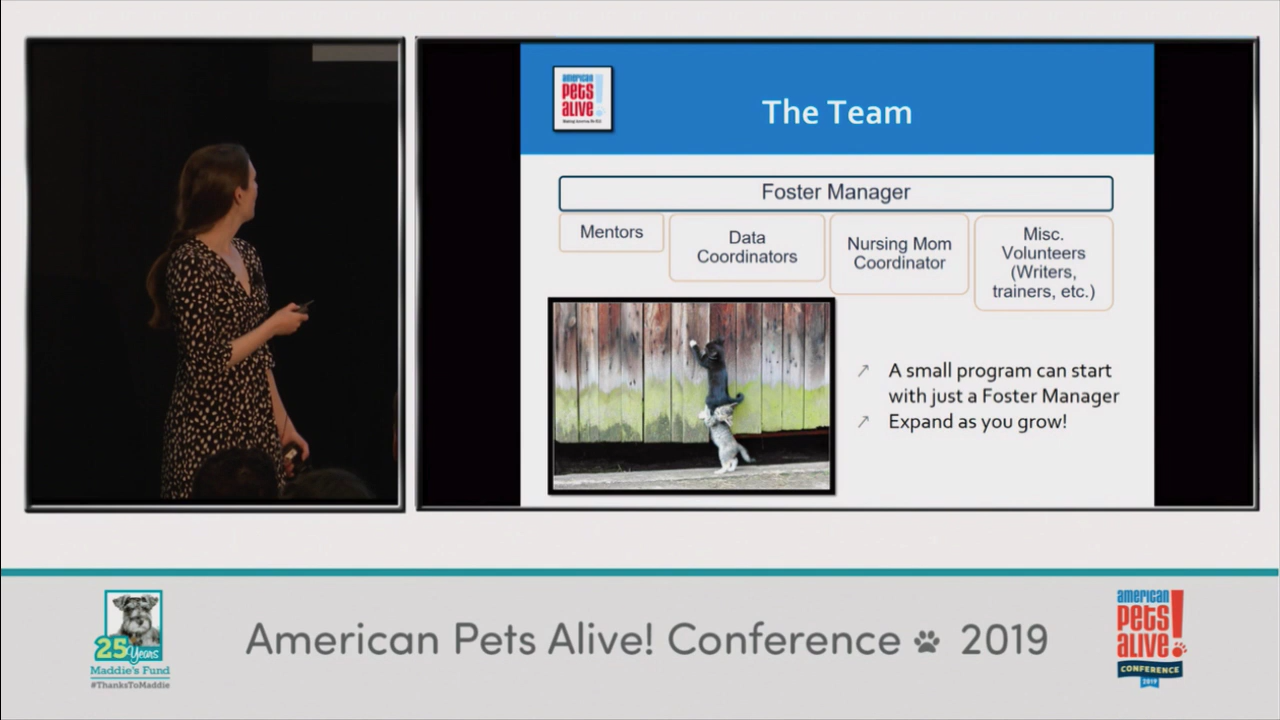 american
PETS
ALIVE!
The Team
Foster Manager
Mentors
Data
Coordinators
Nursing Mom
Coordinator
Misc.
Volunteers
(Writers,
trainers, etc.)
A small program can start
with just a Foster Manager
Expand as you grow!
25 Years
Maddie's Fund
#ThanksToMaddie
American Pets Alive! Conference 2019
american
pets
alive!
CONFERENCE
2019